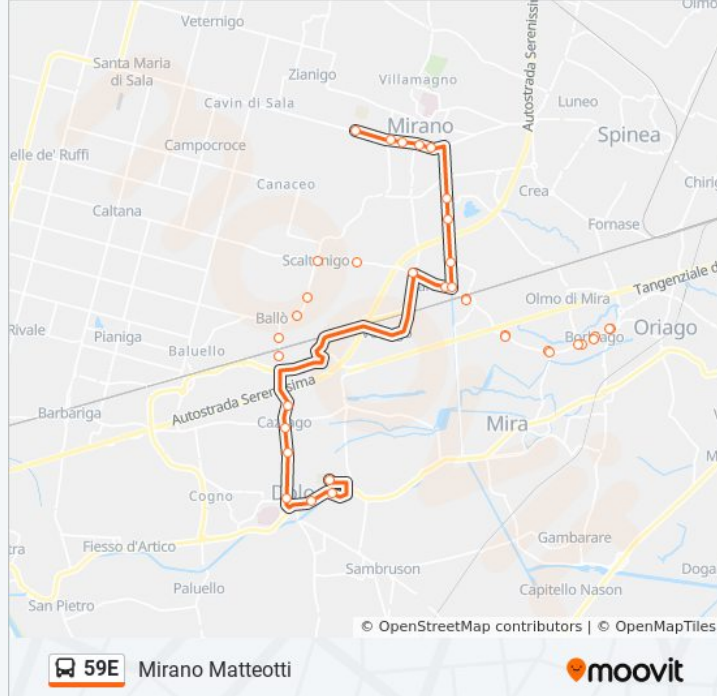 Olmo
Veternigo
Santa Maria
di Sala
Zianigo
Villamagno
Autostrada Serenissima
Luneo
Cavin di Sala
Mirano
Spinea
elle de' Ruffi
Campocroce
Canaceo
Crea
Chirig
Caltana
Fornase
Scaltenigo
Tangenziale d
Olmo di Mira
Rivale
Pianiga
Ballò
Oriago
Baluello
Autostrada Serenissima
Barbariga
Mira
Cazzago
M
Cogno
Dolo
Fiesso d'Artico
Gambarare
Paluello
Sambruson
Doga
tra
San Pietro
Capitello Nason
© OpenStreetMap contributors | © OpenMapTiles
59E Mirano Matteotti
moovit